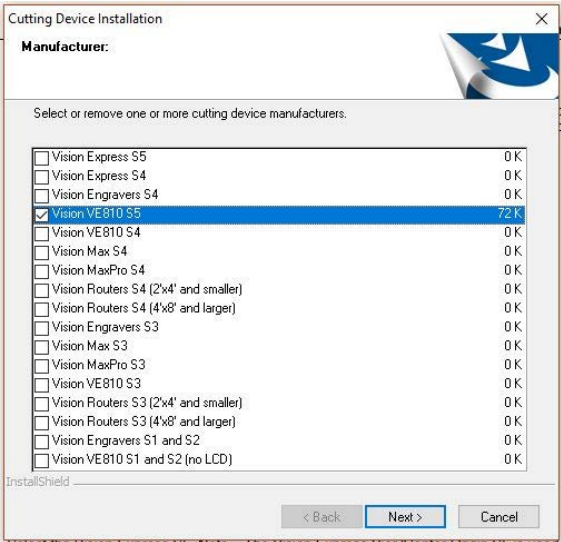 Cutting Device Installation
Manufacturer:
Select or remove one or more cutting device manufacturers.
Vision Express S5 0 K
Vision Express S4 0 K
Vision Engravers S4 0 K
Vision VE810 S5 72 K
Vision VE810 S4 0 K
Vision Max S4 0 K
Vision MaxPro S4 0 K
Vision Routers S4 (2'x4' and smaller) 0 K
Vision Routers S4 (4'x8' and larger) 0 K
Vision Engravers S3 0 K
Vision Max S3 0 K
Vision MaxPro S3 0 K
Vision VE810 S3 0 K
Vision Routers S3 (2'x4' and smaller) 0 K
Vision Routers S3 (4'x8' and larger) 0 K
Vision Engravers S1 and S2 0 K
Vision VE810 S1 and S2 (no LCD) 0 K
InstallShield
< Back Next > Cancel